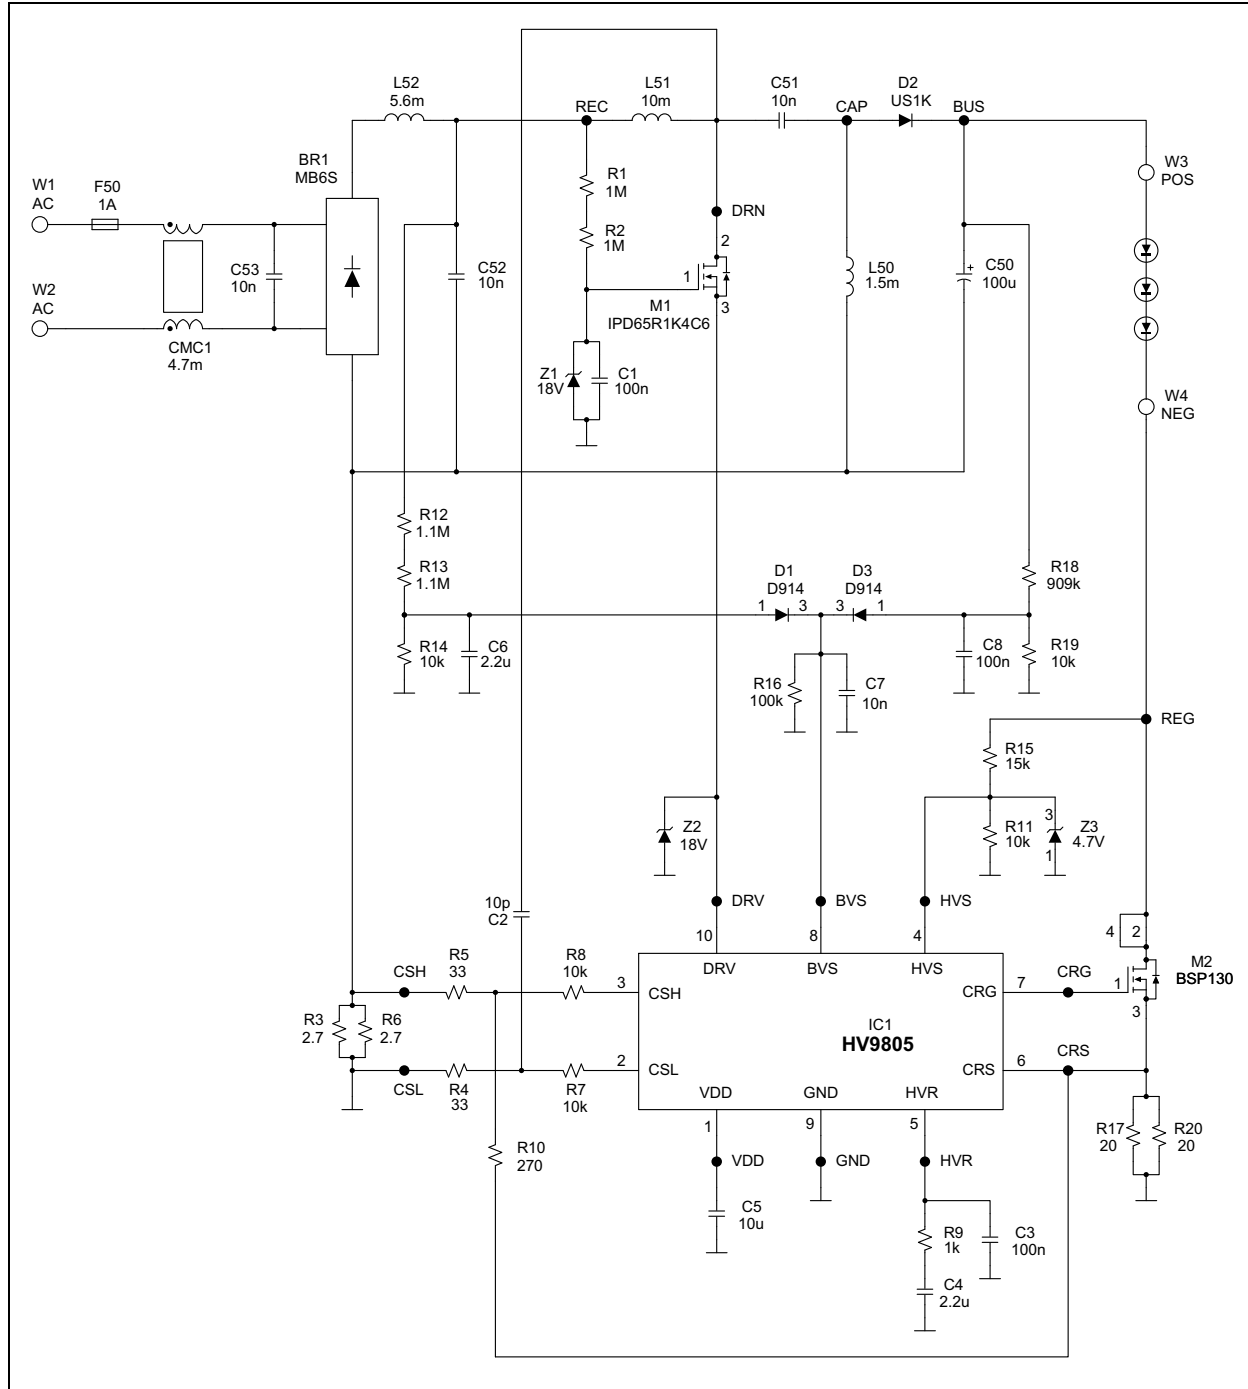 L52
5.6m
REC
L51
10m
C51
10n
CAP
D2
US1K
BUS
W1
AC
F50
1A
BR1
MB6S
R1
1M
R2
1M
DRN
2
1
3
M1
IPD65R1K4C6
W3
POS
C53
10n
C52
10n
L50
1.5m
+
C50
100u
W2
AC
CMC1
4.7m
Z1
18V
C1
100n
W4
NEG
R12
1.1M
R13
1.1M
D1
D914
D3
D914
1
3
3
1
R18
909k
R14
10k
C6
2.2u
R16
100k
C7
10n
C8
100n
R19
10k
REG
R15
15k
Z2
18V
R11
10k
3
1
Z3
4.7V
10p
C2
DRV
BVS
HVS
10
8
4
DRV
BVS
HVS
4
2
M2
BSP130
1
3
CSH
R5
33
R8
10k
3
CSH
CRG
7
CRG
R3
2.7
R6
2.7
IC1
HV9805
CSL
R4
33
R7
10k
2
CSL
CRS
6
CRS
VDD
GND
HVR
1
9
5
R10
270
VDD
GND
HVR
R17
20
R20
20
C5
10u
R9
1k
C3
100n
C4
2.2u